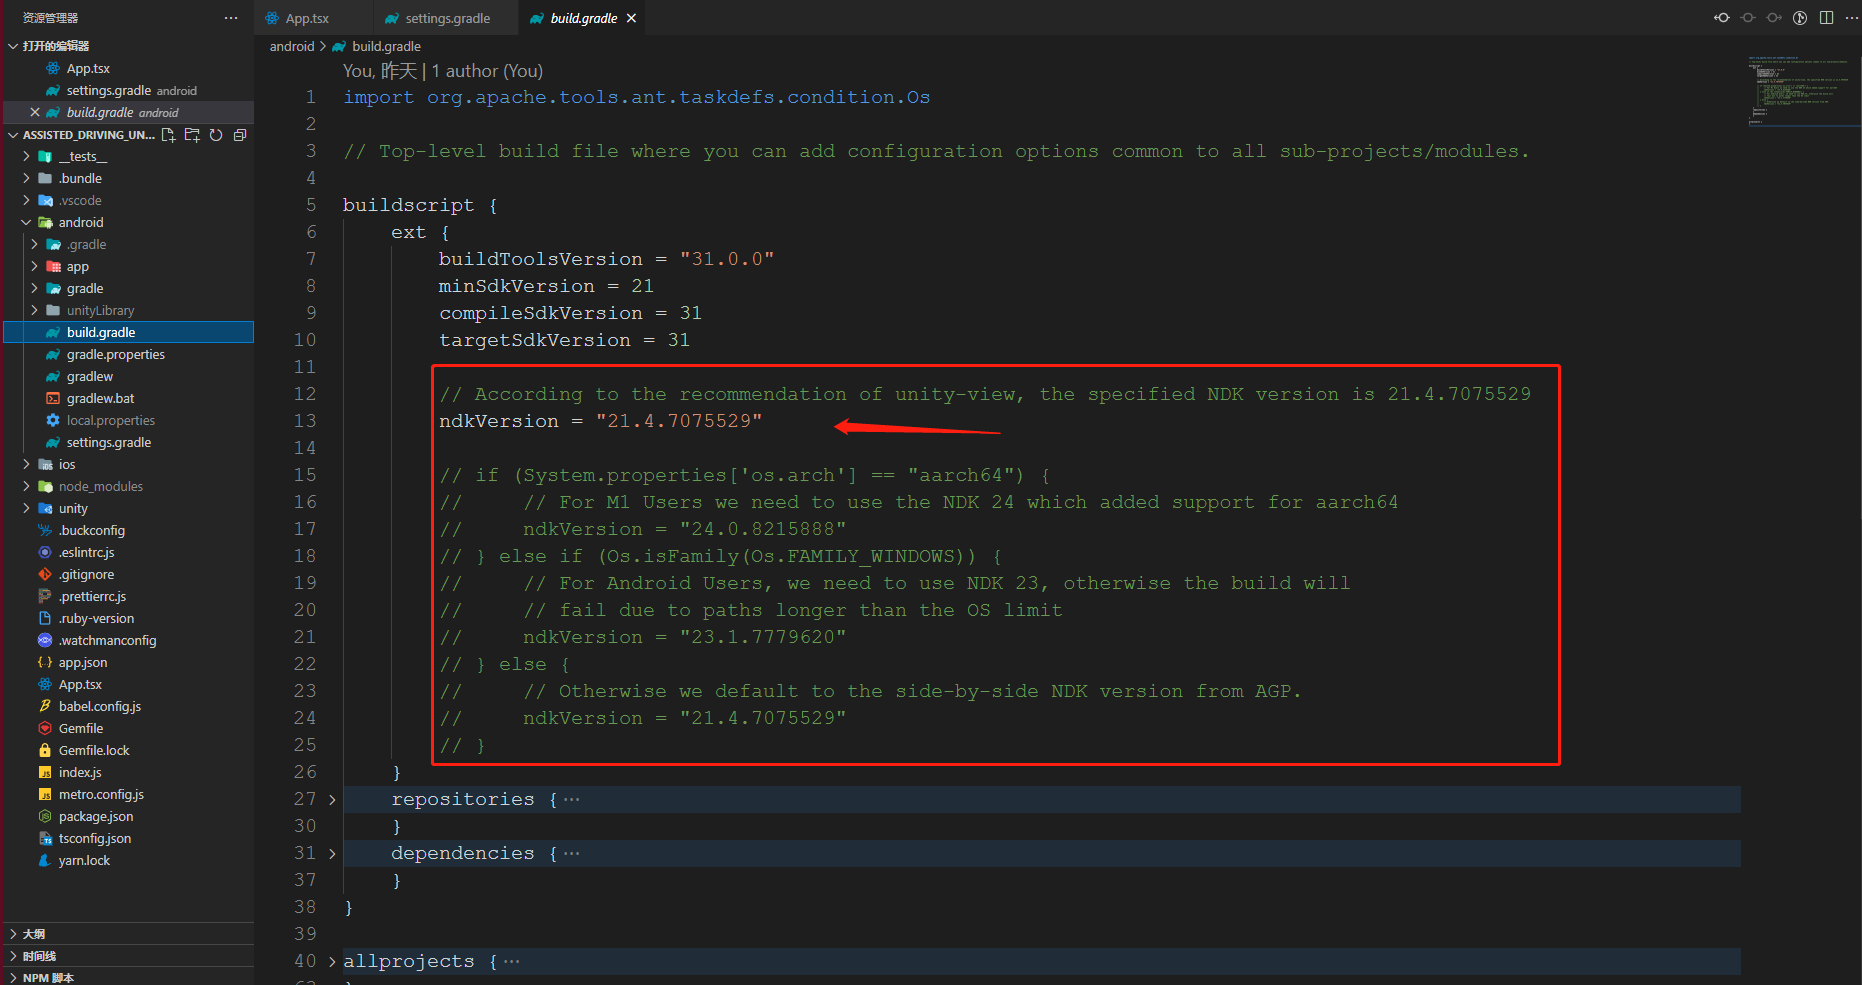 资源管理器
打开的编辑器
App.tsx
settings.gradle android
build.gradle android
ASSISTED_DRIVING_UN...
__tests__
.bundle
.vscode
android
.gradle
app
gradle
unityLibrary
build.gradle
gradle.properties
gradlew
gradlew.bat
local.properties
settings.gradle
ios
node_modules
unity
.buckconfig
.eslintrc.js
.gitignore
.prettierrc.js
.ruby-version
.watchmanconfig
app.json
App.tsx
babel.config.js
Gemfile
Gemfile.lock
index.js
metro.config.js
package.json
tsconfig.json
yarn.lock
大纲
时间线
NPM 脚本
App.tsx
settings.gradle
build.gradle
android > build.gradle
You, 昨天 | 1 author (You)
1 import org.apache.tools.ant.taskdefs.condition.Os
2
3 // Top-level build file where you can add configuration options common to all sub-projects/modules.
4
5 buildscript {
6 ext {
7 buildToolsVersion = "31.0.0"
8 minSdkVersion = 21
9 compileSdkVersion = 31
10 targetSdkVersion = 31
11
12 // According to the recommendation of unity-view, the specified NDK version is 21.4.7075529
13 ndkVersion = "21.4.7075529"
14
15 // if (System.properties['os.arch'] == "aarch64") {
16 // // For M1 Users we need to use the NDK 24 which added support for aarch64
17 // ndkVersion = "24.0.8215888"
18 // } else if (Os.isFamily(Os.FAMILY_WINDOWS)) {
19 // // For Android Users, we need to use NDK 23, otherwise the build will
20 // // fail due to paths longer than the OS limit
21 // ndkVersion = "23.1.7779620"
22 // } else {
23 // // Otherwise we default to the side-by-side NDK version from AGP.
24 // ndkVersion = "21.4.7075529"
25 // }
26 }
27 repositories { ···
30 }
31 dependencies { ···
37 }
38 }
39
40 allprojects { ···